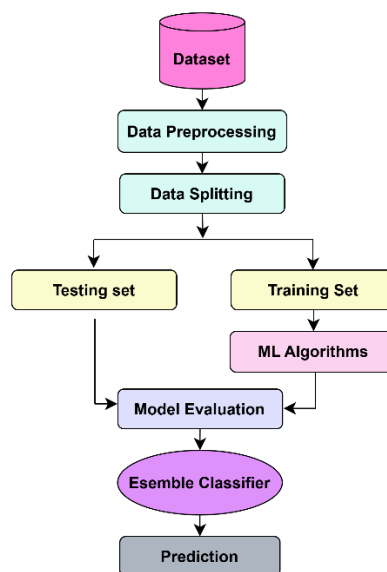 Dataset
Data Preprocessing
Data Splitting
Testing set
Training Set
ML Algorithms
Model Evaluation
Esemble Classifier
Prediction